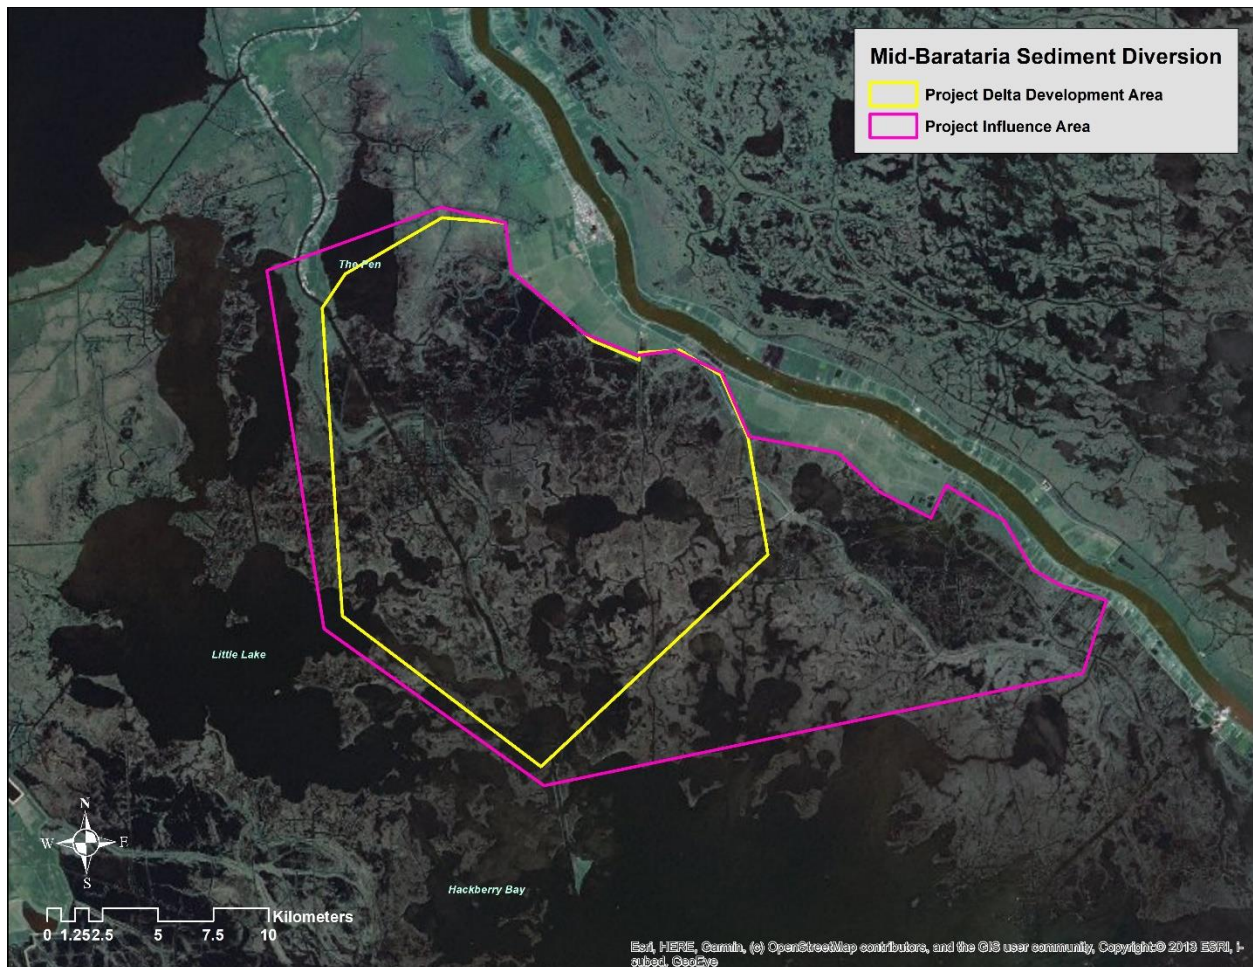 Mid-Barataria Sediment Diversion
Project Delta Development Area
Project Influence Area
The Pen
Little Lake
Hackberry Bay
N
W E
S
Kilometers
0 1.252.5 5 7.5 10
Esri, HERE, Garmin, (c) OpenStreetMap contributors, and the GIS user community, Copyright:© 2013 ESRI, i-
cubed, GeoEye